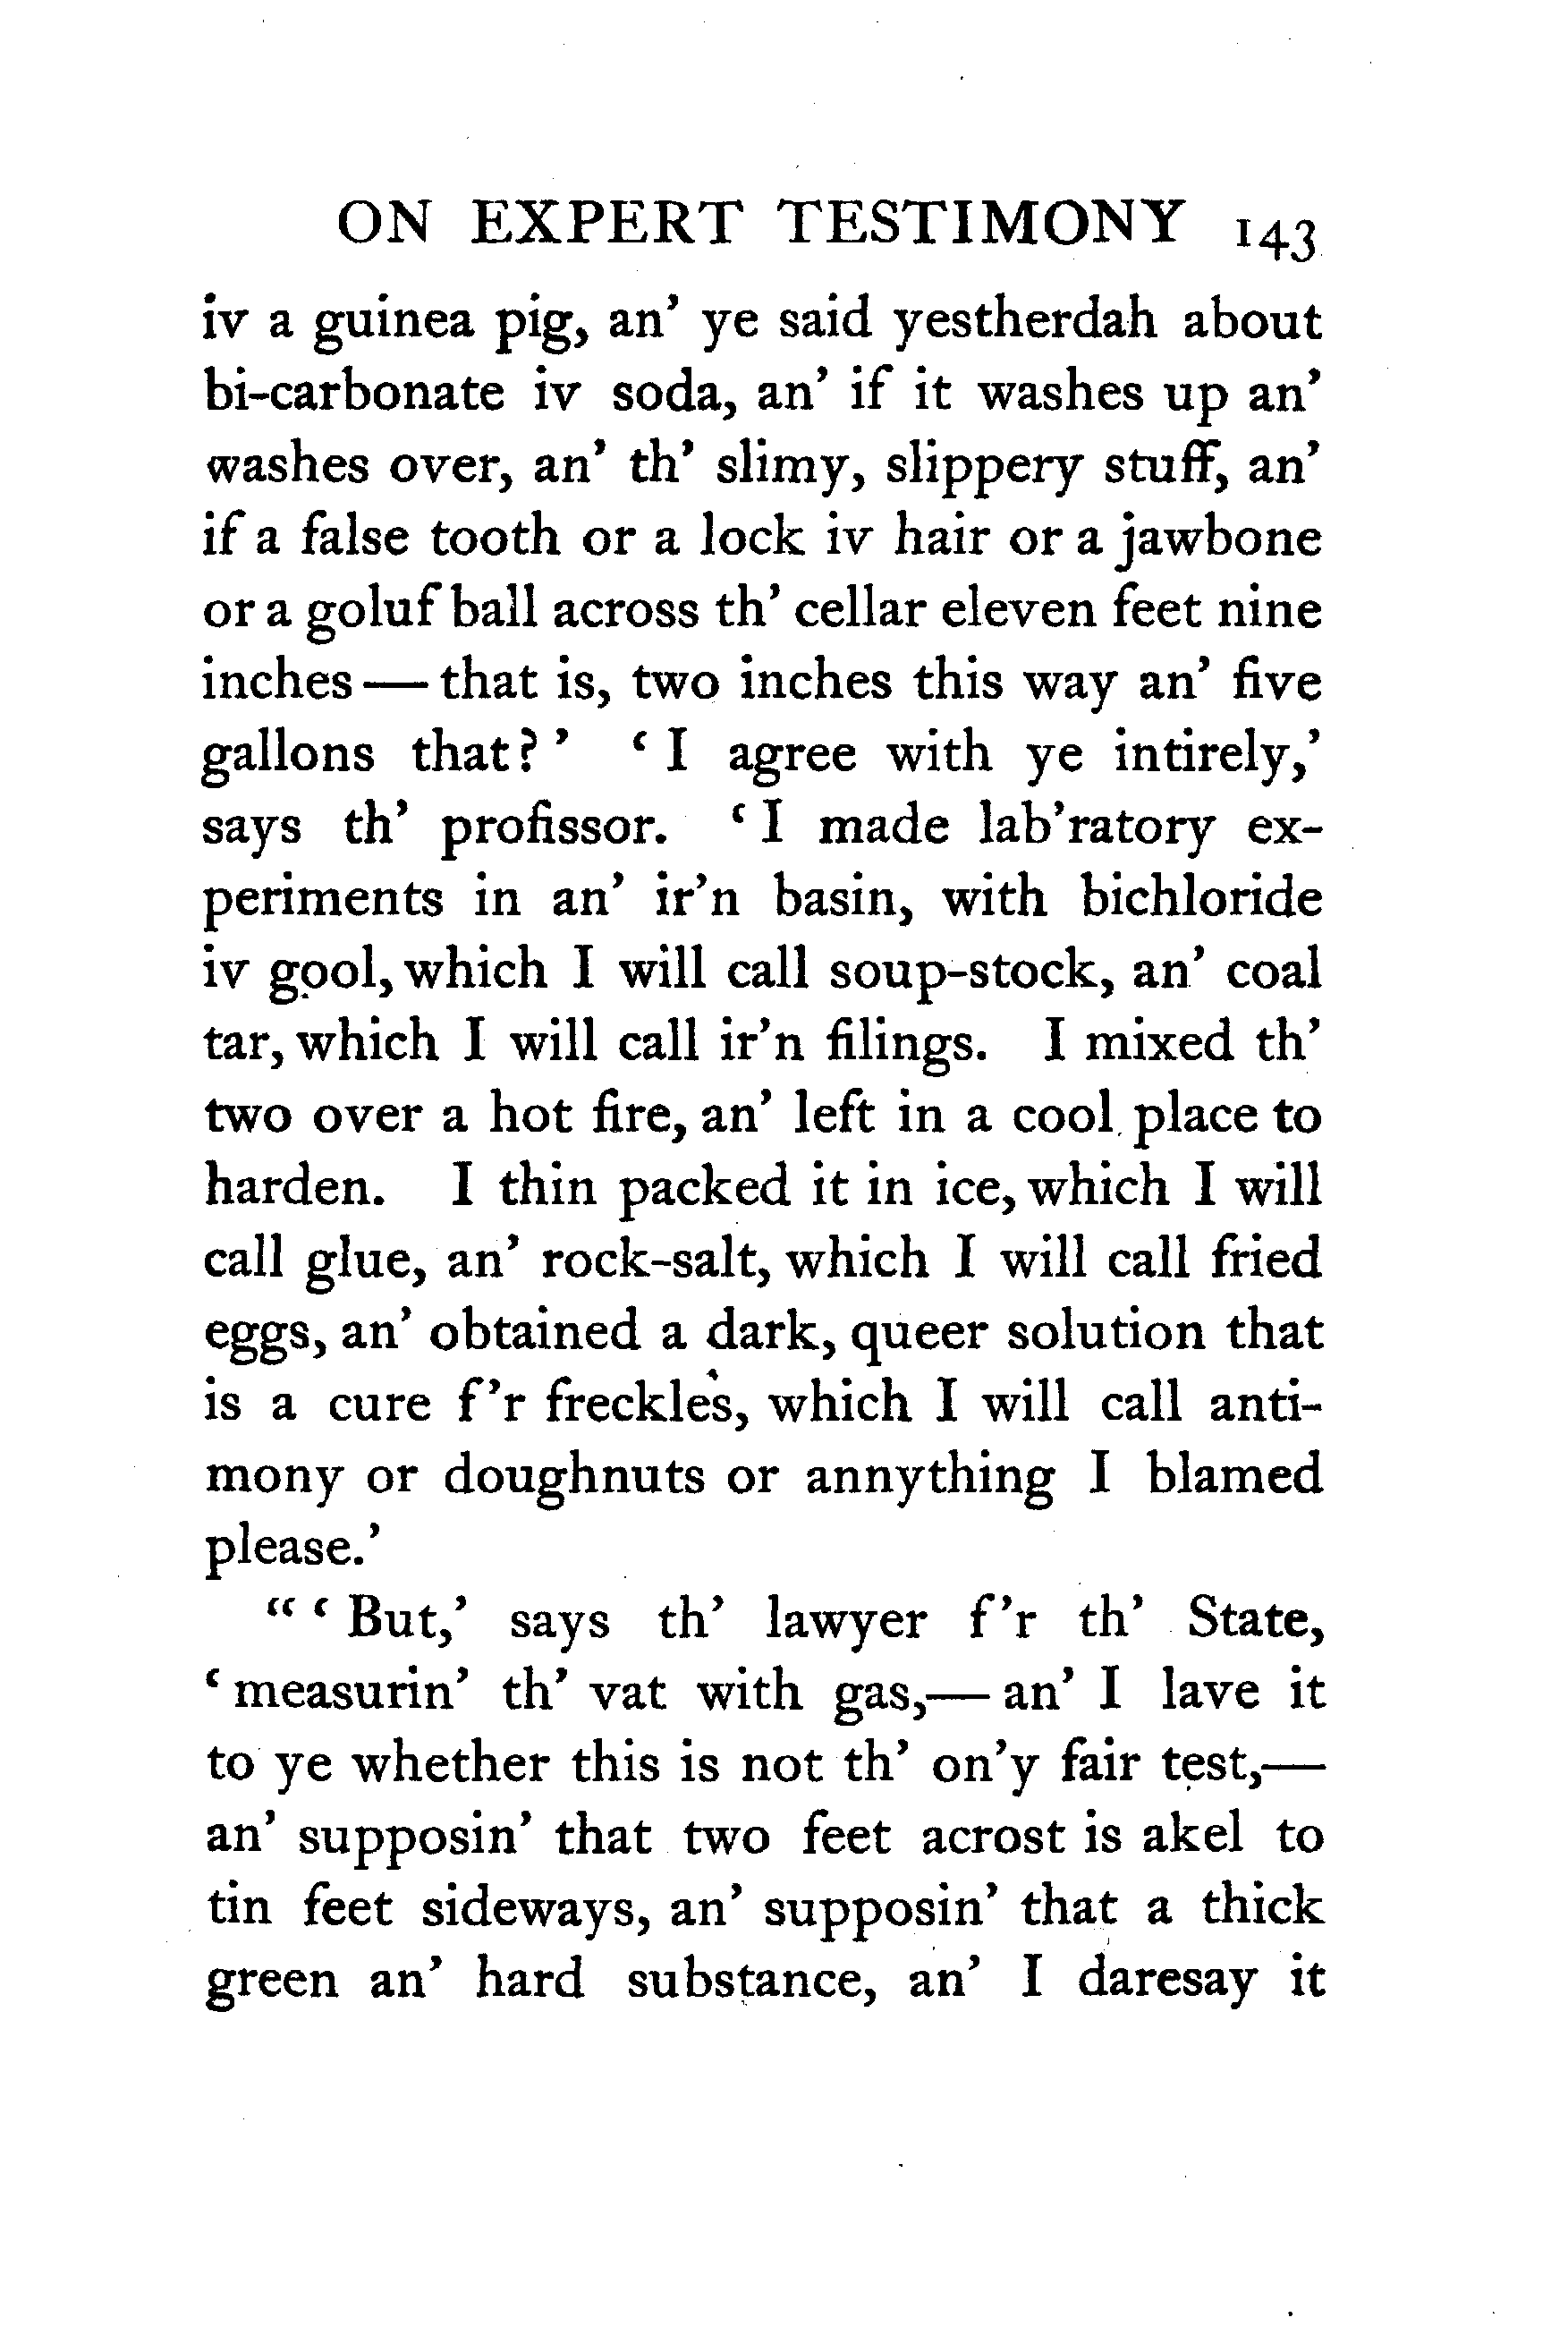 ON EXPERT TESTIMONY 143
iv a guinea pig, an' ye said yestherdah about
bi-carbonate iv soda, an' if it washes up an'
washes over, an' th' slimy, slippery stuff, an'
if a false tooth or a lock iv hair or a jawbone
or a goluf ball across th' cellar eleven feet nine
inches — that is, two inches this way an' five
gallons that?' 'I agree with ye intirely,'
says th' profissor. 'I made lab'ratory ex-
periments in an' ir'n basin, with bichloride
iv gool, which I will call soup-stock, an' coal
tar, which I will call ir'n filings. I mixed th'
two over a hot fire, an' left in a cool place to
harden. I thin packed it in ice, which I will
call glue, an' rock-salt, which I will call fried
eggs, an' obtained a dark, queer solution that
is a cure f'r freckles, which I will call anti-
mony or doughnuts or annything I blamed
please.'
"'But,' says th' lawyer f'r th' State,
'measurin' th' vat with gas,— an' I lave it
to ye whether this is not th' on'y fair test,—
an' supposin' that two feet acrost is akel to
tin feet sideways, an' supposin' that a thick
green an' hard substance, an' I daresay it